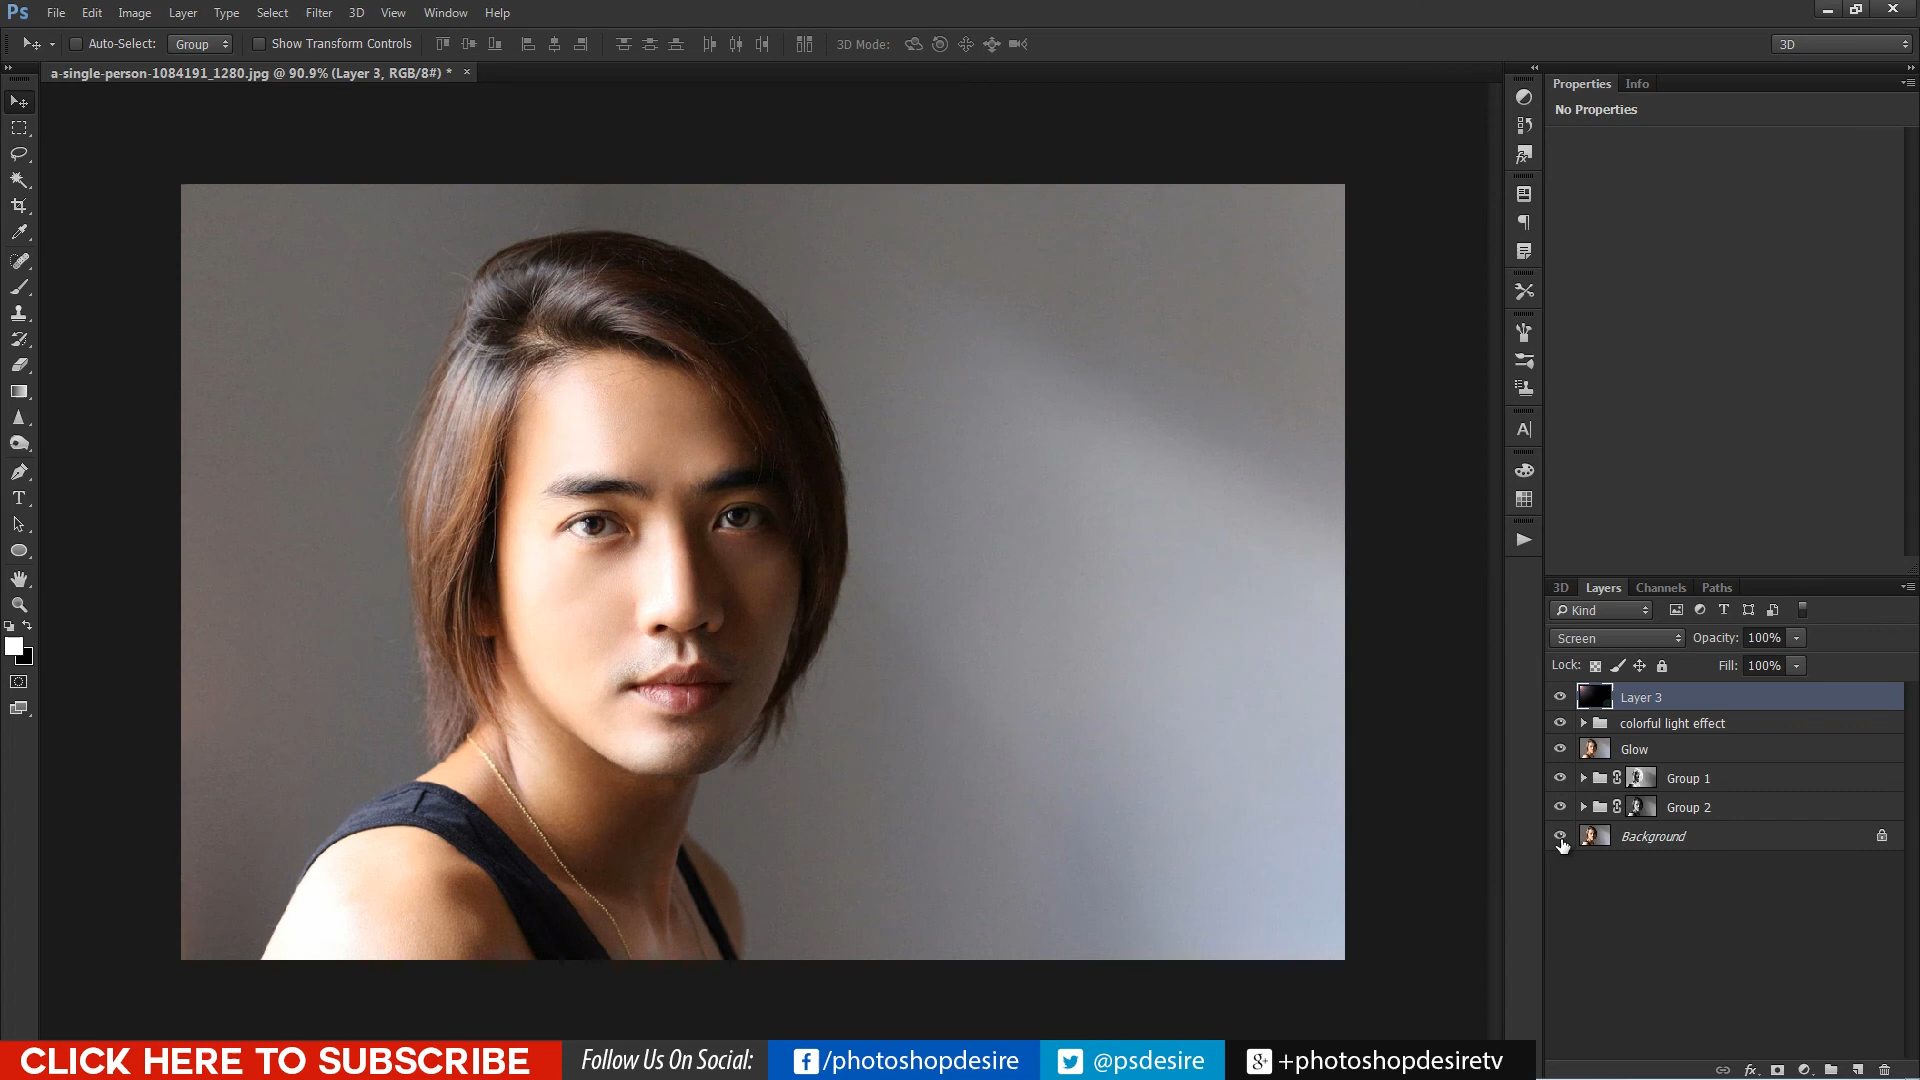 Ps File Edit Image Layer Type Select Filter 3D View Window Help
Auto-Select: Group Show Transform Controls 3D Mode: 3D
a-single-person-1084191_1280.jpg @ 90.9% (Layer 3, RGB/8#) * ×
Properties Info
No Properties
3D Layers Channels Paths
Kind
Screen Opacity: 100%
Lock: Fill: 100%
Layer 3
colorful light effect
Glow
Group 1
Group 2
Background
CLICK HERE TO SUBSCRIBE Follow Us On Social: /photoshopdesire @psdesire +photoshopdesiretv